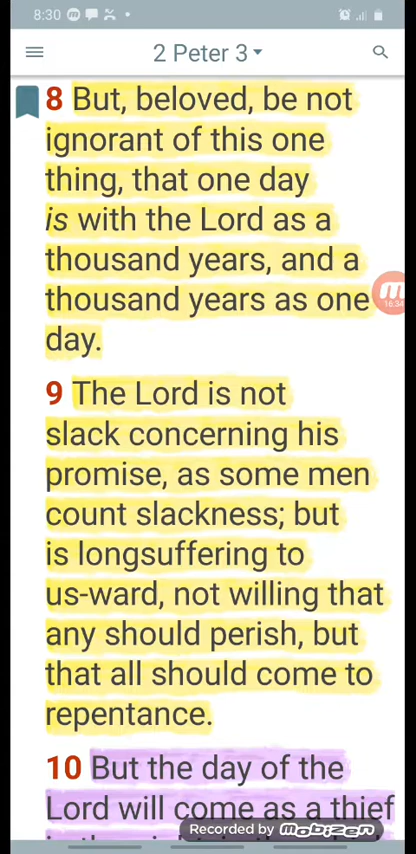 8:30
2 Peter 3
8 But, beloved, be not
ignorant of this one
thing, that one day
is with the Lord as a
thousand years, and a
thousand years as one
day.
16:34
9 The Lord is not
slack concerning his
promise, as some men
count slackness; but
is longsuffering to
us-ward, not willing that
any should perish, but
that all should come to
repentance.
10 But the day of the
Lord will come as a thief
Recorded by mobizen